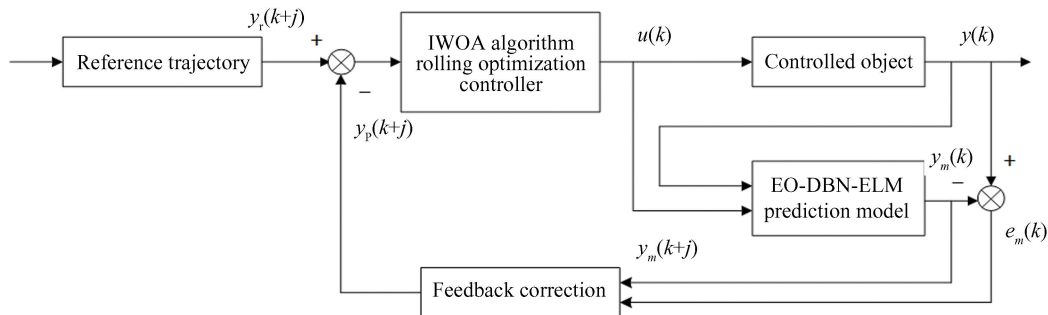 y_r(k+j)
+
Reference trajectory
−
y_P(k+j)
IWOA algorithm
rolling optimization
controller
u(k)
Controlled object
y(k)
y_m(k)
+
−
EO-DBN-ELM
prediction model
e_m(k)
y_m(k+j)
Feedback correction